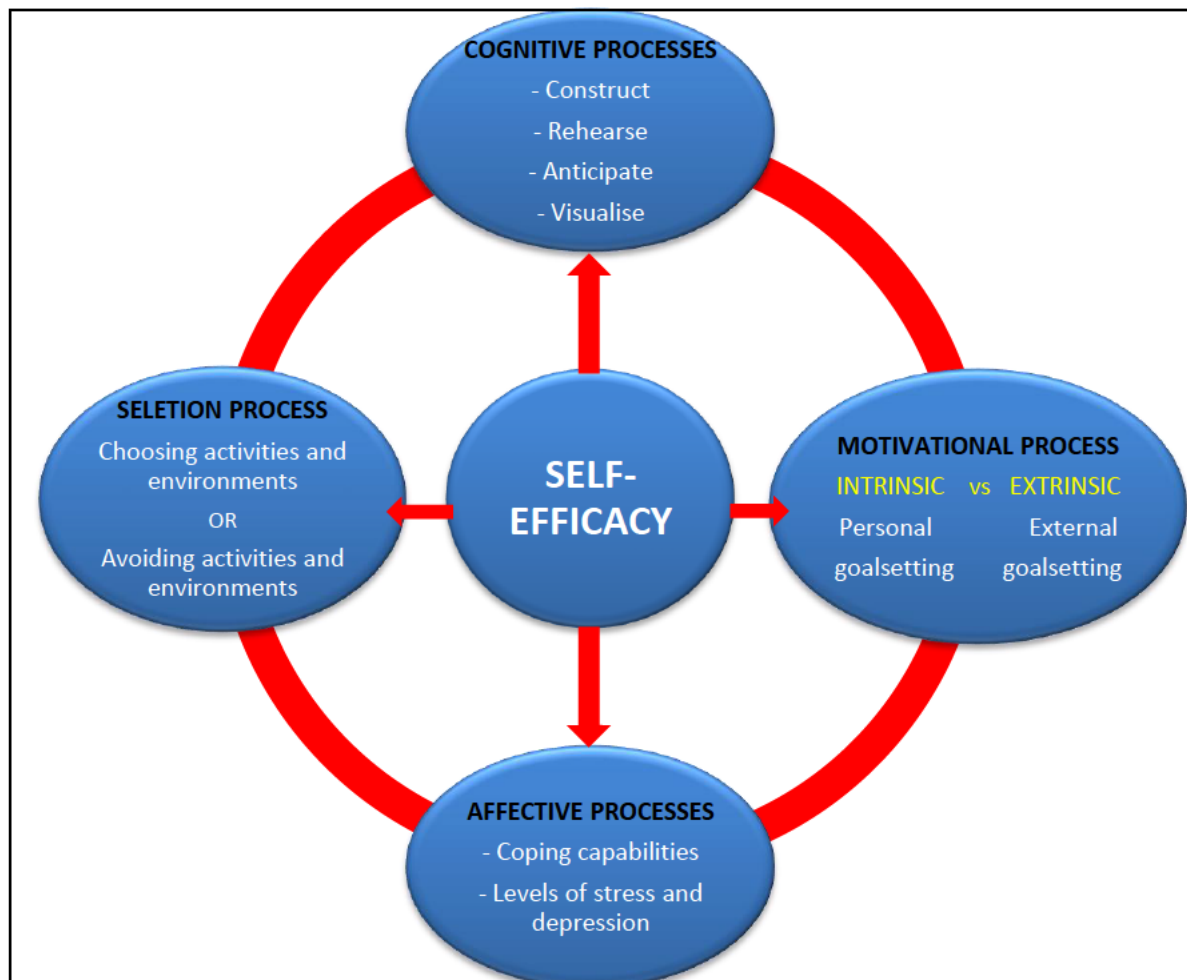 COGNITIVE PROCESSES
- Construct
- Rehearse
- Anticipate
- Visualise
SELETION PROCESS
Choosing activities and
environments
OR
Avoiding activities and
environments
SELF-
EFFICACY
MOTIVATIONAL PROCESS
INTRINSIC vs EXTRINSIC
Personal External
goalsetting goalsetting
AFFECTIVE PROCESSES
- Coping capabilities
- Levels of stress and
depression